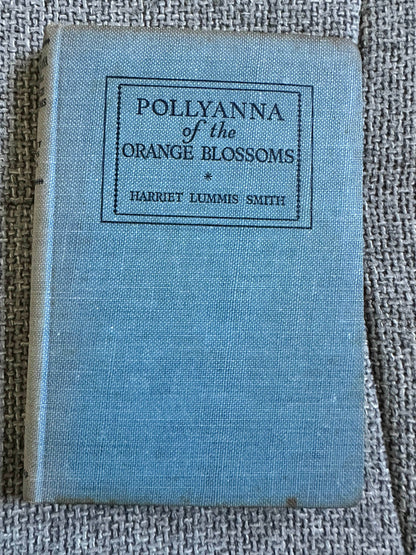 POLLYANNA
of the
ORANGE BLOSSOMS
*
HARRIET LUMMIS SMITH